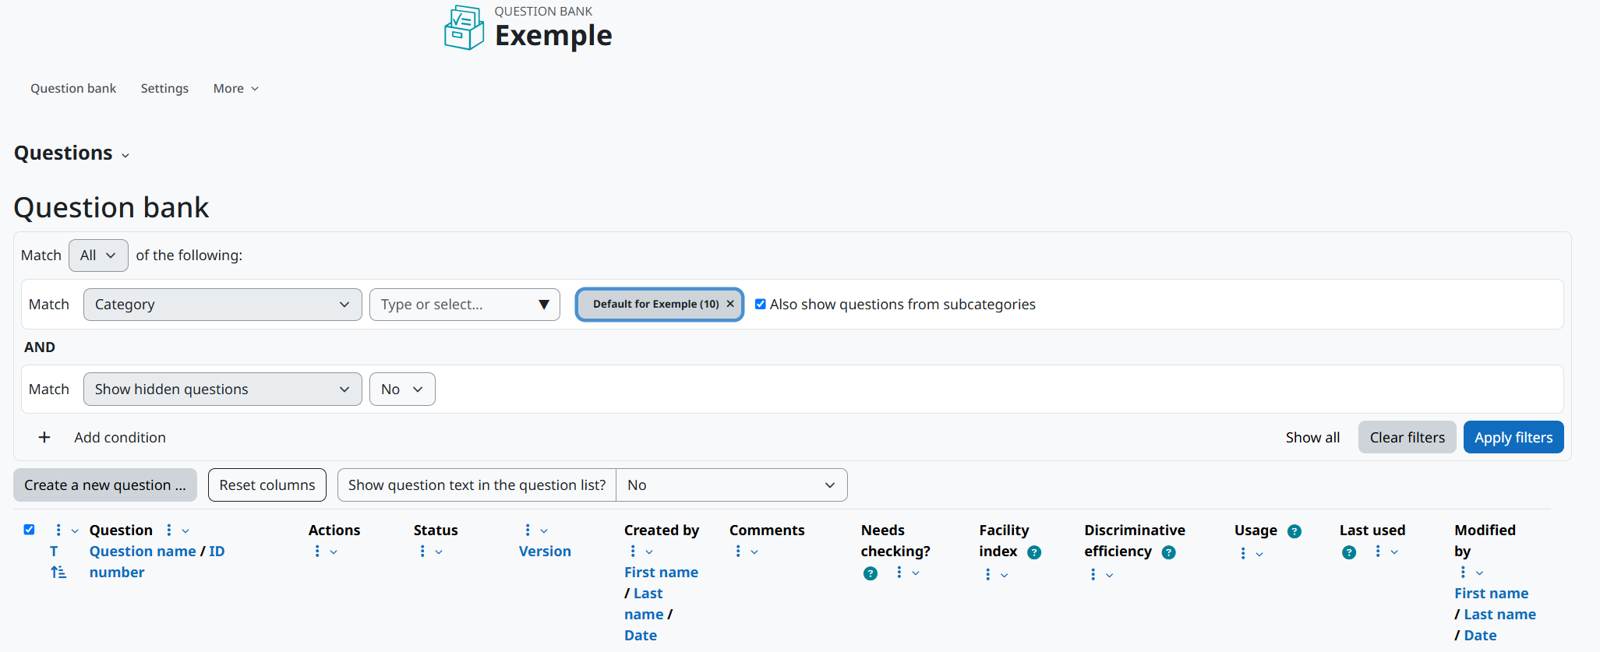 QUESTION BANK
Exemple
Question bank Settings More
Questions
Question bank
Match All of the following:
Match Category Type or select... Default for Exemple (10) × Also show questions from subcategories
AND
Match Show hidden questions No
+ Add condition Show all Clear filters Apply filters
Create a new question ... Reset columns Show question text in the question list? No
Question Actions Status Created by Comments Needs Facility Discriminative Usage ? Last used Modified
T Question name / ID Version checking? index ? efficiency ? ? by
number First name ?
/ Last First name
name / / Last name
Date / Date